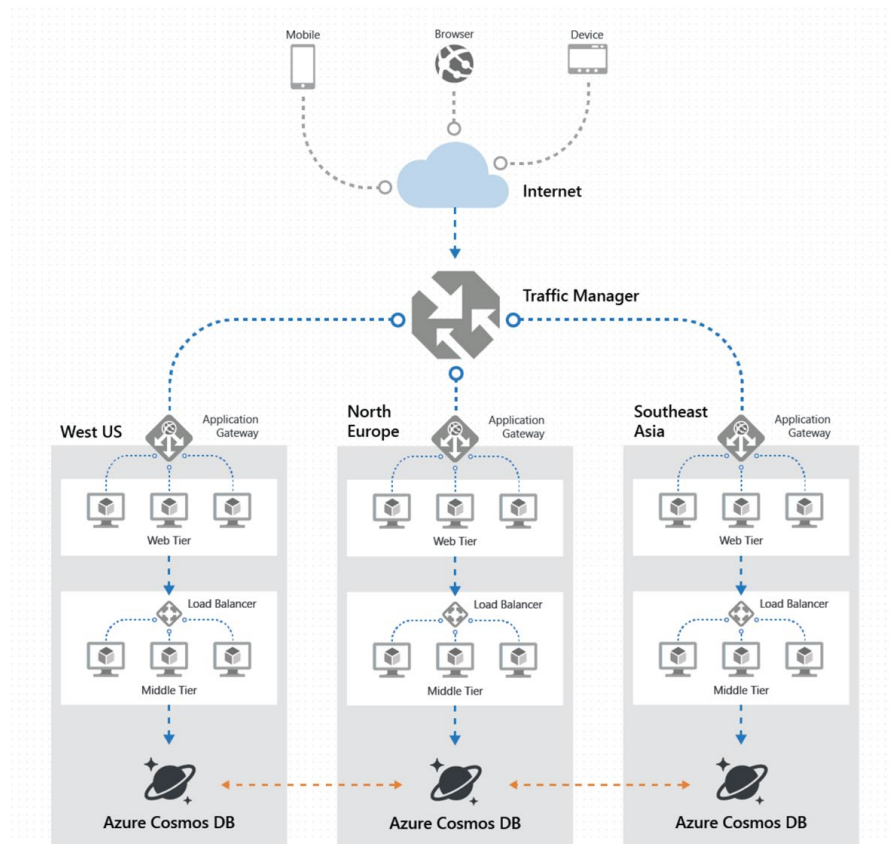 Mobile
Browser
Device
Internet
Traffic Manager
West US
Application
Gateway
North
Europe
Application
Gateway
Southeast
Asia
Application
Gateway
Web Tier
Web Tier
Web Tier
Load Balancer
Load Balancer
Load Balancer
Middle Tier
Middle Tier
Middle Tier
Azure Cosmos DB
Azure Cosmos DB
Azure Cosmos DB